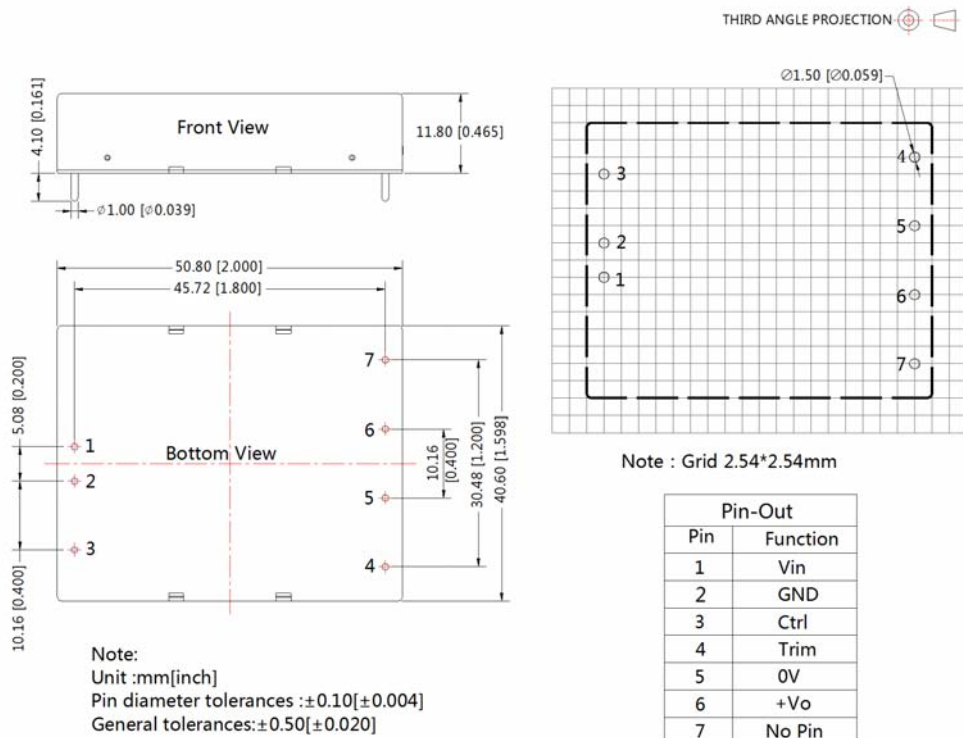 THIRD ANGLE PROJECTION
4.10 [0.161]
Front View
11.80 [0.465]
⌀1.00 [⌀0.039]
50.80 [2.000]
45.72 [1.800]
5.08 [0.200]
10.16 [0.400]
1
2
3
Bottom View
7
6
5
4
10.16 [0.400]
30.48 [1.200]
40.60 [1.598]
Note:
Unit :mm[inch]
Pin diameter tolerances :±0.10[±0.004]
General tolerances:±0.50[±0.020]
∅1.50 [∅0.059]
3
2
1
4
5
6
7
Note : Grid 2.54*2.54mm
Pin-Out
Pin Function
1 Vin
2 GND
3 Ctrl
4 Trim
5 0V
6 +Vo
7 No Pin